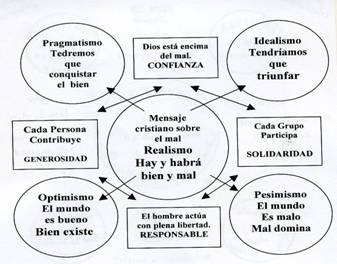 Pragmatismo
Tedremos
que
conquistar
el bien
Dios está encima
del mal.
CONFIANZA
Idealismo
Tendríamos
que
triunfar
Cada Persona
Contribuye
GENEROSIDAD
Mensaje
cristiano sobre
el mal
Realismo
Hay y habrá
bien y mal
Cada Grupo
Participa
SOLIDARIDAD
Optimismo
El mundo
es bueno
Bien existe
El hombre actúa
con plena libertad.
RESPONSABLE
Pesimismo
El mundo
Es malo
Mal domina